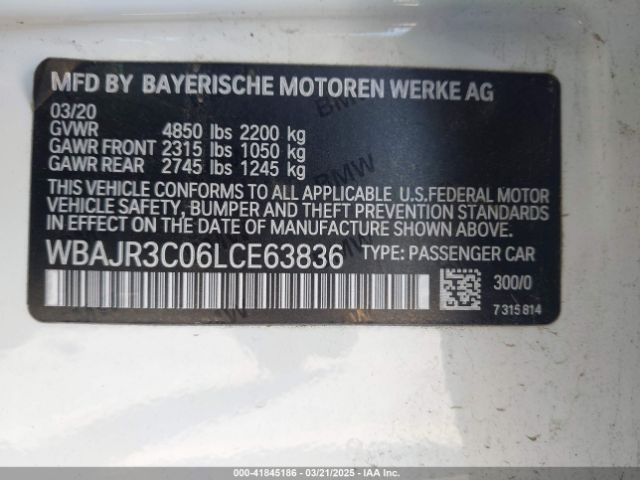 MFD BY BAYERISCHE MOTOREN WERKE AG
03/20
GVWR 4850 lbs 2200 kg
GAWR FRONT 2315 lbs 1050 kg
GAWR REAR 2745 lbs 1245 kg
THIS VEHICLE CONFORMS TO ALL APPLICABLE U.S.FEDERAL MOTOR
VEHICLE SAFETY, BUMPER AND THEFT PREVENTION STANDARDS IN
EFFECT ON THE DATE OF MANUFACTURE SHOWN ABOVE.
WBAJR3C06LCE63836 TYPE: PASSENGER CAR
300/0
7 315 814
000-41845186 - 03/21/2025 - IAA Inc.